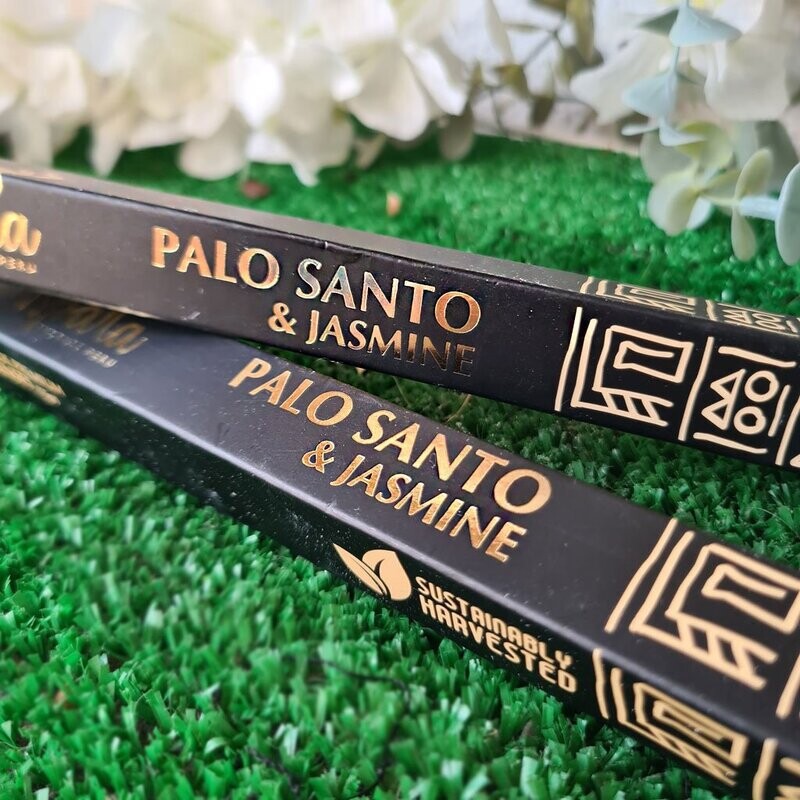 PALO SANTO
& JASMINE
PALO SANTO
& JASMINE
SUSTAINABLY
HARVESTED